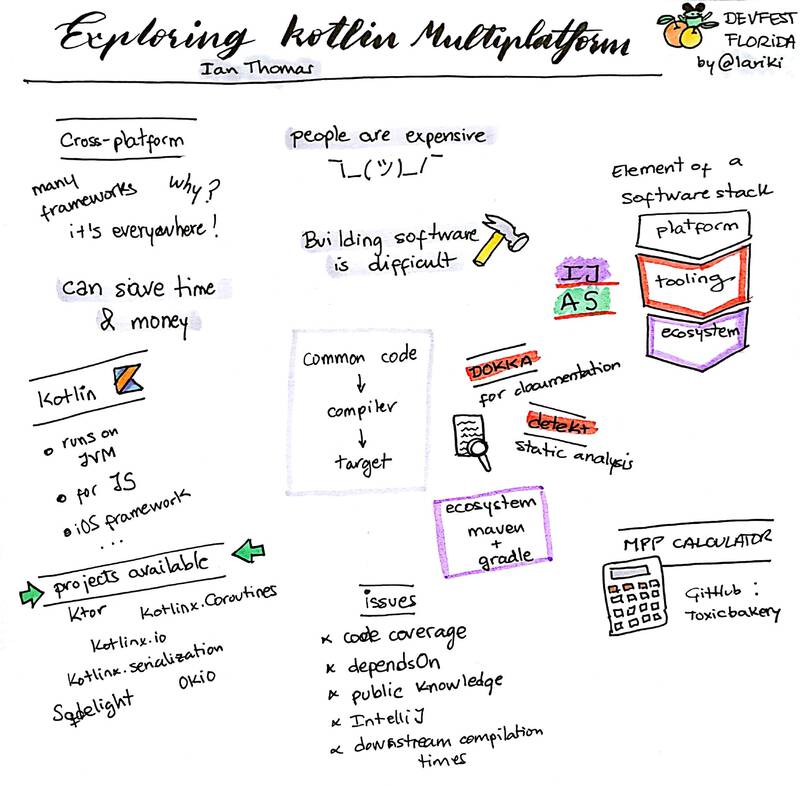 Exploring Kotlin Multiplatform
Ian Thomas
DEVFEST
FLORIDA
by @lariki
Cross-platform
many
frameworks
why?
it's everywhere!
can save time
& money
Kotlin
runs on
JVM
for JS
iOS framework
...
projects available
Ktor
Kotlinx.Coroutines
Kotlinx.io
Kotlinx.serialization
Sqdelight
OKIO
people are expensive
¯\_(ツ)_/¯
Building software
is difficult
common code
↓
compiler
↓
target
DOKKA
for documentation
detekt
static analysis
ecosystem
maven
+
gradle
issues
x code coverage
x dependsOn
x public knowledge
x IntelliJ
x downstream compilation
times
Element of a
software stack
platform
IJ
AS
tooling
ecosystem
MPP CALCULATOR
GitHub:
Toxicbakery